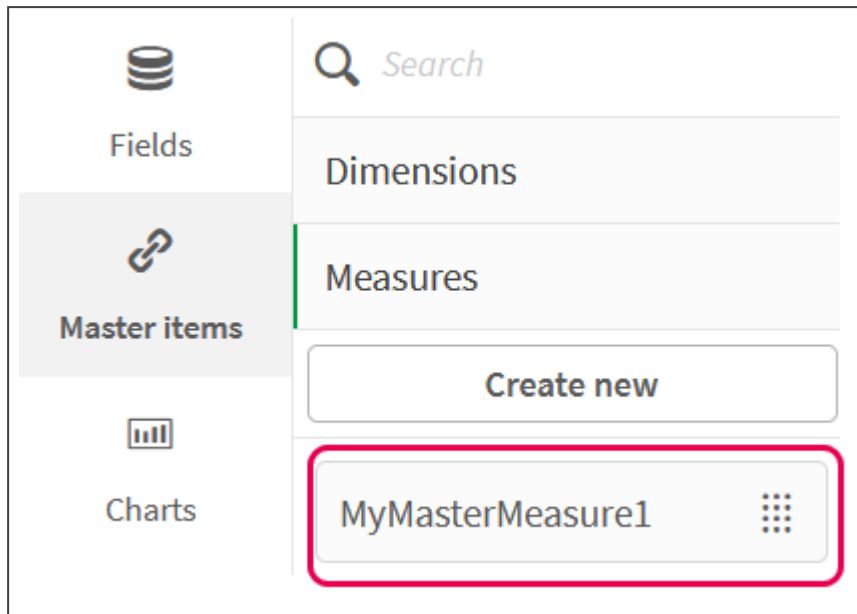 Fields
Master items
Charts
Search
Dimensions
Measures
Create new
MyMasterMeasure1